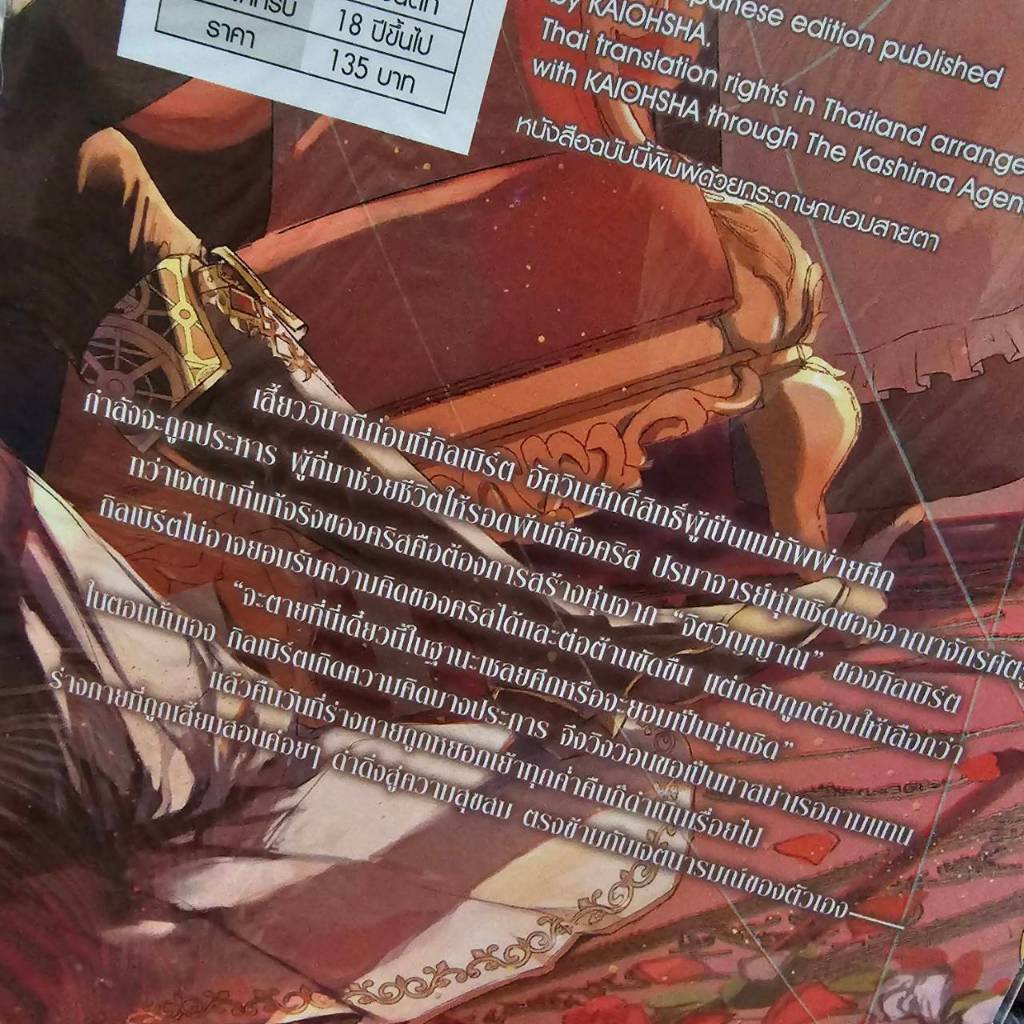 18 ปีขึ้นไป
ราคา 135 บาท
edition published
by KAIOHSHA.
Thai translation rights in Thailand
with KAIOHSHA through The Kashima
หนังสือฉบับนี้พิมพ์ด้วยกระดาษถนอมสายตา
เสี้ยววินาทีก่อนที่กิลเบิร์ต อัศวินศักดิ์สิทธิ์ผู้เป็นแม่ทัพฝ่ายศึก
กำลังจะถูกประหาร ผู้ที่มาช่วยชีวิตให้รอดพ้นก็คือคริส ปรมาจารย์หุ่นเชิดของอาณาจักรศัตรู
ทว่าเจตนาที่แท้จริงของคริสคือต้องการสร้างหุ่นจาก “จิตวิญญาณ” ของกิลเบิร์ต
กิลเบิร์ตไม่อาจยอมรับความคิดของคริสได้และต่อต้านขัดขืน แต่กลับถูกต้อนให้เลือกว่า
“จะตายที่นี่เดี๋ยวนี้ในฐานะเชลยศึกหรือจะยอมเป็นหุ่นเชิด”
ในตอนนั้นเอง กิลเบิร์ตเกิดความคิดบางประการ จึงวิงวอนขอเป็นทาสบำเรอกามแทน
แล้วคืนวันที่ร่างกายถูกหยอกเย้าทุกค่ำคืนก็ดำเนินเรื่อยไป
ร่างกายที่ถูกเสี้ยมสอนค่อยๆ ดำดิ่งสู่ความสุขสม ตรงข้ามกับเจตนารมณ์ของตัวเอง—